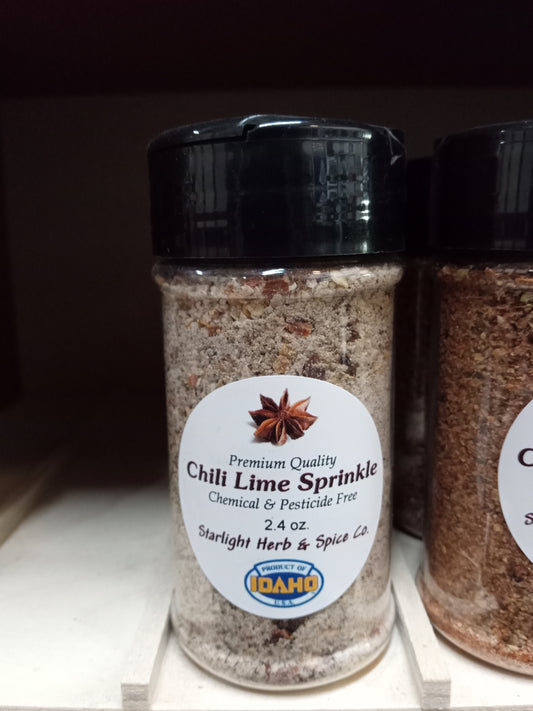 Premium Quality
Chili Lime Sprinkle
Chemical & Pesticide Free
2.4 oz.
Starlight Herb & Spice Co.
PRODUCT OF
IDAHO
U.S.A.
C
S